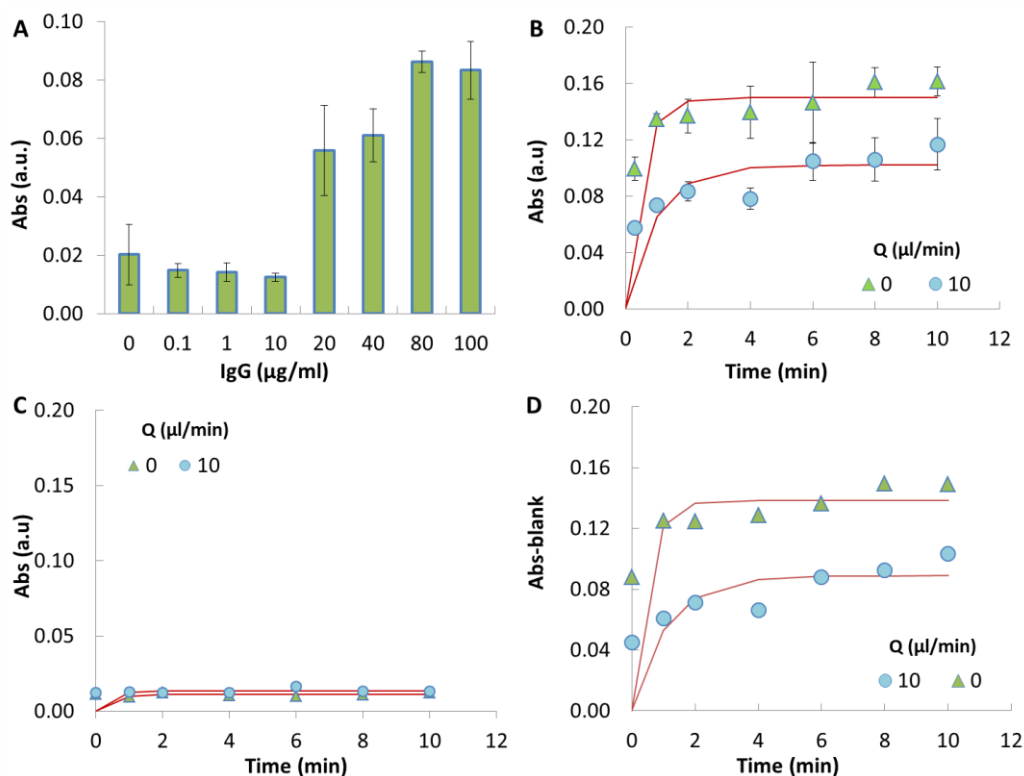 A
Abs (a.u.)
0.10
0.08
0.06
0.04
0.02
0.00
0 0.1 1 10 20 40 80 100
IgG (µg/ml)
B
Abs (a.u)
0.16
0.12
0.08
0.04
0.00
Q (µl/min)
0 10
0 2 4 6 8 10 12
Time (min)
C
Abs (a.u)
0.20
0.15
0.10
0.05
0.00
Q (µl/min)
0 10
0 2 4 6 8 10 12
Time (min)
D
Abs-blank
0.20
0.16
0.12
0.08
0.04
0.00
Q (µl/min)
10 0
0 2 4 6 8 10 12
Time (min)